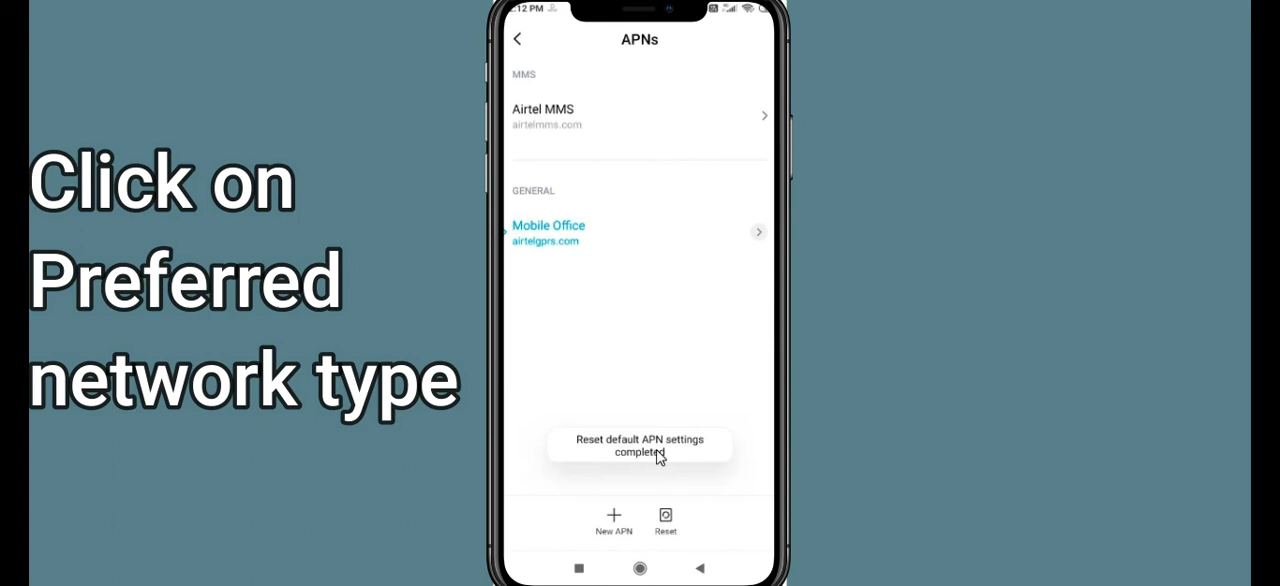 :12 PM
APNs
MMS
Airtel MMS
airtelmms.com
GENERAL
Mobile Office
airtelgprs.com
Reset default APN settings
completed
New APN
Reset
Click on
Preferred
network type